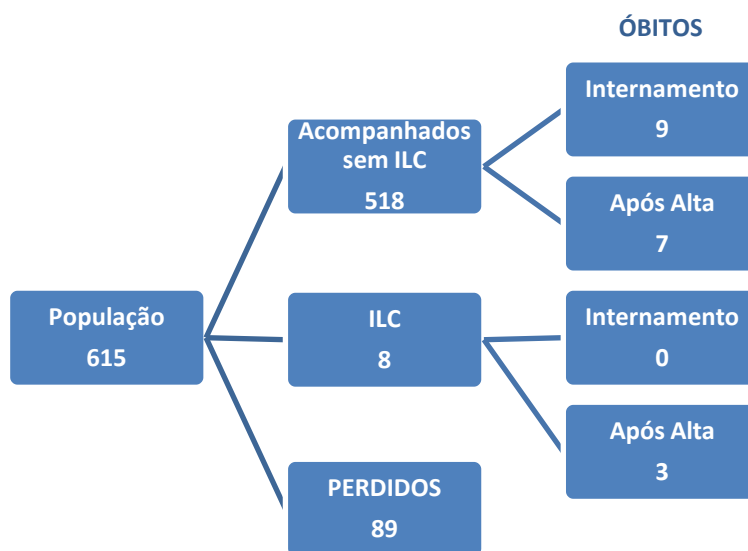 ÓBITOS
População
615
Acompanhados
sem ILC
518
Internamento
9
Após Alta
7
ILC
8
Internamento
0
Após Alta
3
PERDIDOS
89